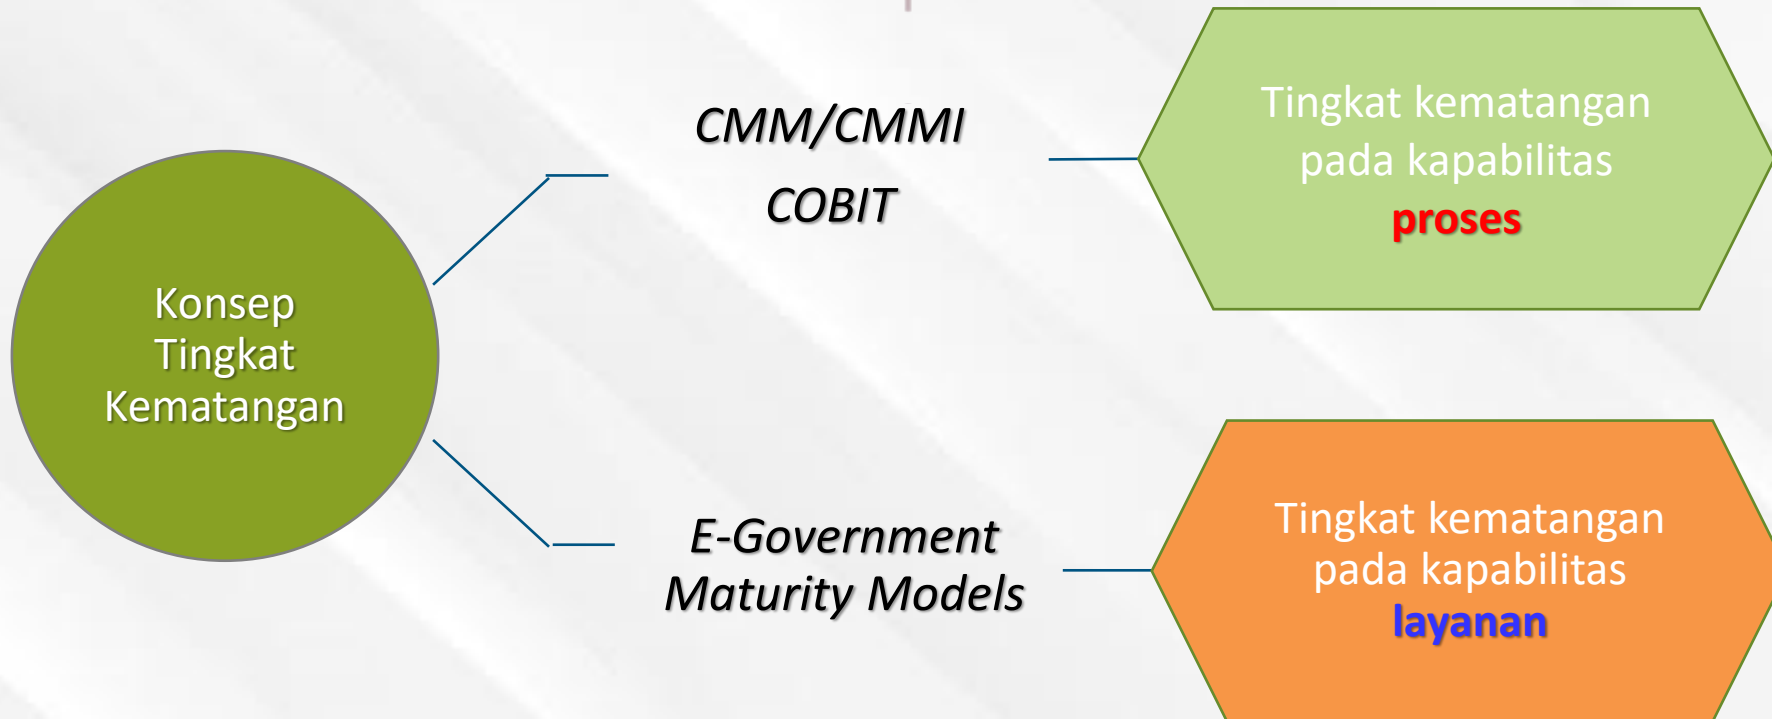 Konsep
Tingkat
Kematangan
CMM/CMMI
COBIT
Tingkat kematangan
pada kapabilitas
proses
E-Government
Maturity Models
Tingkat kematangan
pada kapabilitas
layanan